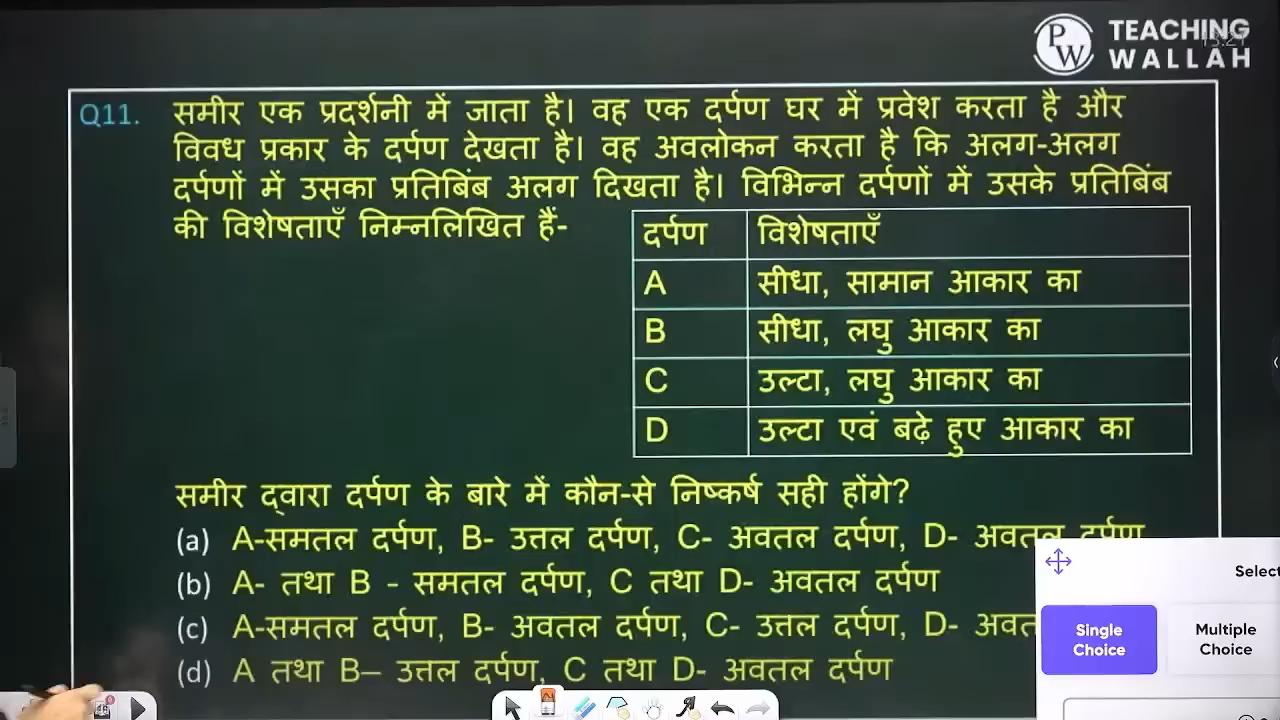 TEACHING
WALLAH
PW
Q11. समीर एक प्रदर्शनी में जाता है। वह एक दर्पण घर में प्रवेश करता है और
विवध प्रकार के दर्पण देखता है। वह अवलोकन करता है कि अलग-अलग
दर्पणों में उसका प्रतिबिंब अलग दिखता है। विभिन्न दर्पणों में उसके प्रतिबिंब
की विशेषताएँ निम्नलिखित हैं-
दर्पण विशेषताएँ
A सीधा, सामान आकार का
B सीधा, लघु आकार का
C उल्टा, लघु आकार का
D उल्टा एवं बढ़े हुए आकार का
समीर द्वारा दर्पण के बारे में कौन-से निष्कर्ष सही होंगे?
(a) A-समतल दर्पण, B- उत्तल दर्पण, C- अवतल दर्पण, D- अवतल दर्पण
(b) A- तथा B - समतल दर्पण, C तथा D- अवतल दर्पण
(c) A-समतल दर्पण, B- अवतल दर्पण, C- उत्तल दर्पण, D-
(d) A तथा B– उत्तल दर्पण, C तथा D- अवतल दर्पण
Select
Single
Choice
Multiple
Choice